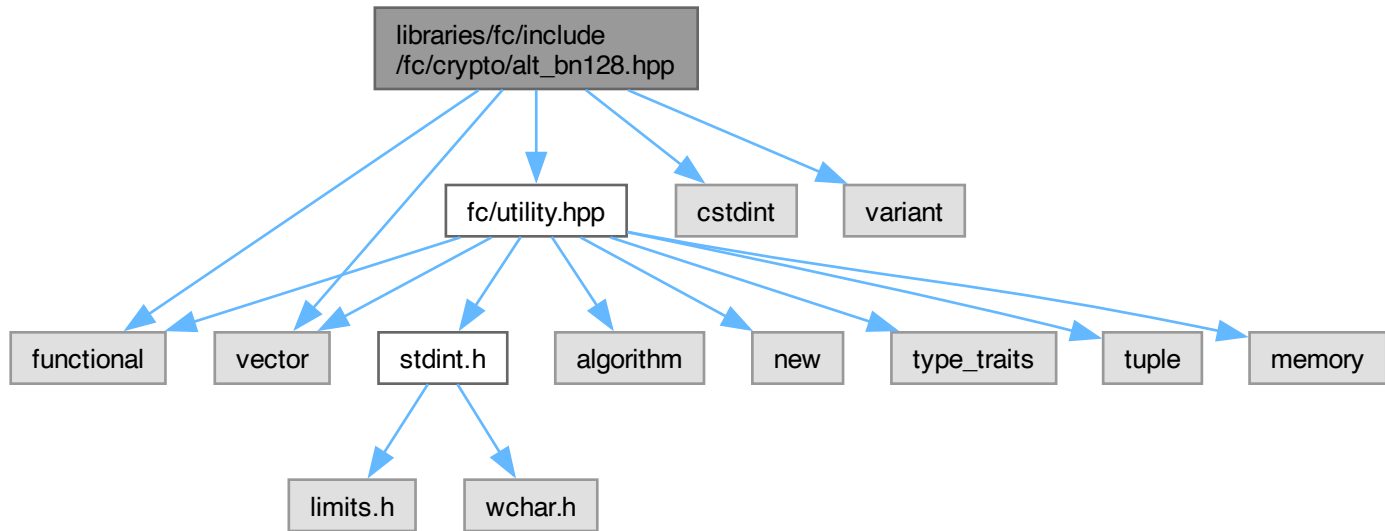 libraries/fc/include
/fc/crypto/alt_bn128.hpp
fc/utility.hpp
cstdint
variant
functional
vector
stdint.h
algorithm
new
type_traits
tuple
memory
limits.h
wchar.h